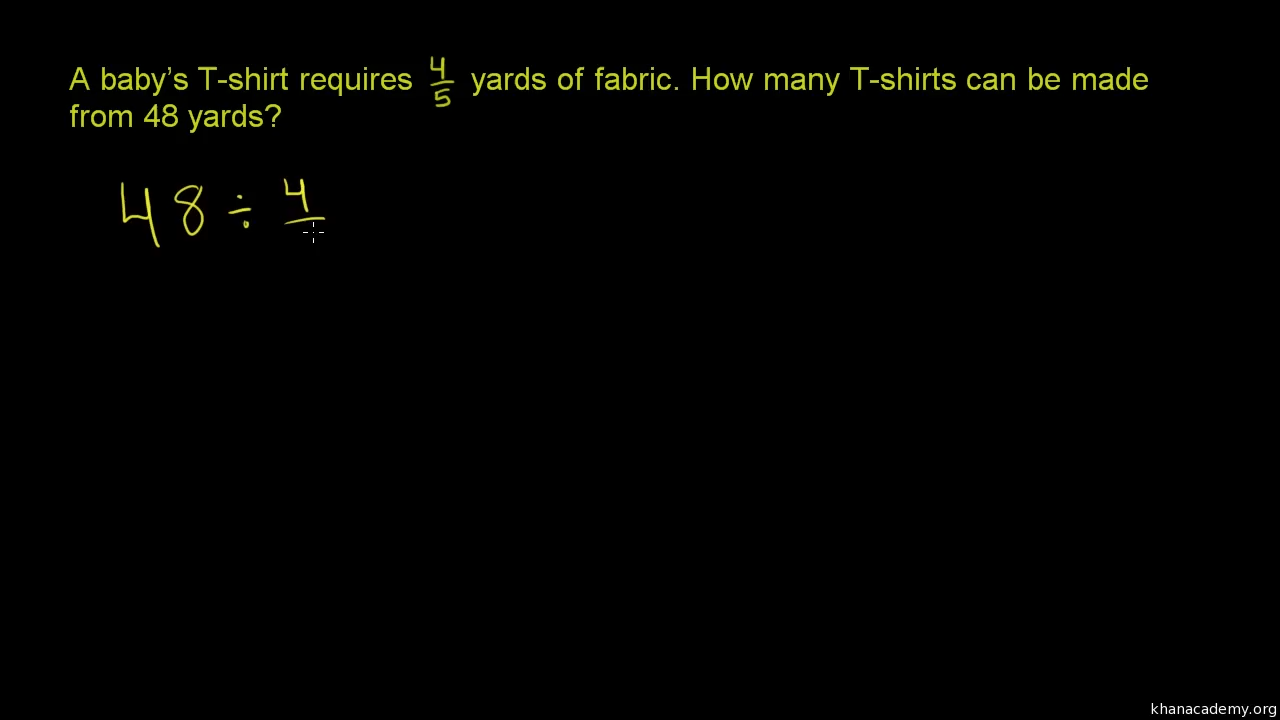 A baby's T-shirt requires 4/5 yards of fabric. How many T-shirts can be made
from 48 yards?
48 ÷ 4/
khanacademy.org